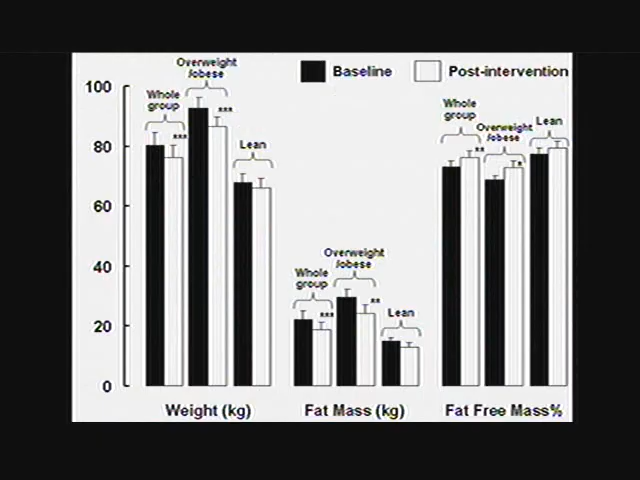 Baseline
Post-intervention
100
80
60
40
20
0
Whole
group
***
Overweight
/obese
***
Lean
Whole
group
***
Overweight
/obese
**
Lean
Whole
group
**
Overweight
/obese
*
Lean
Weight (kg)
Fat Mass (kg)
Fat Free Mass%